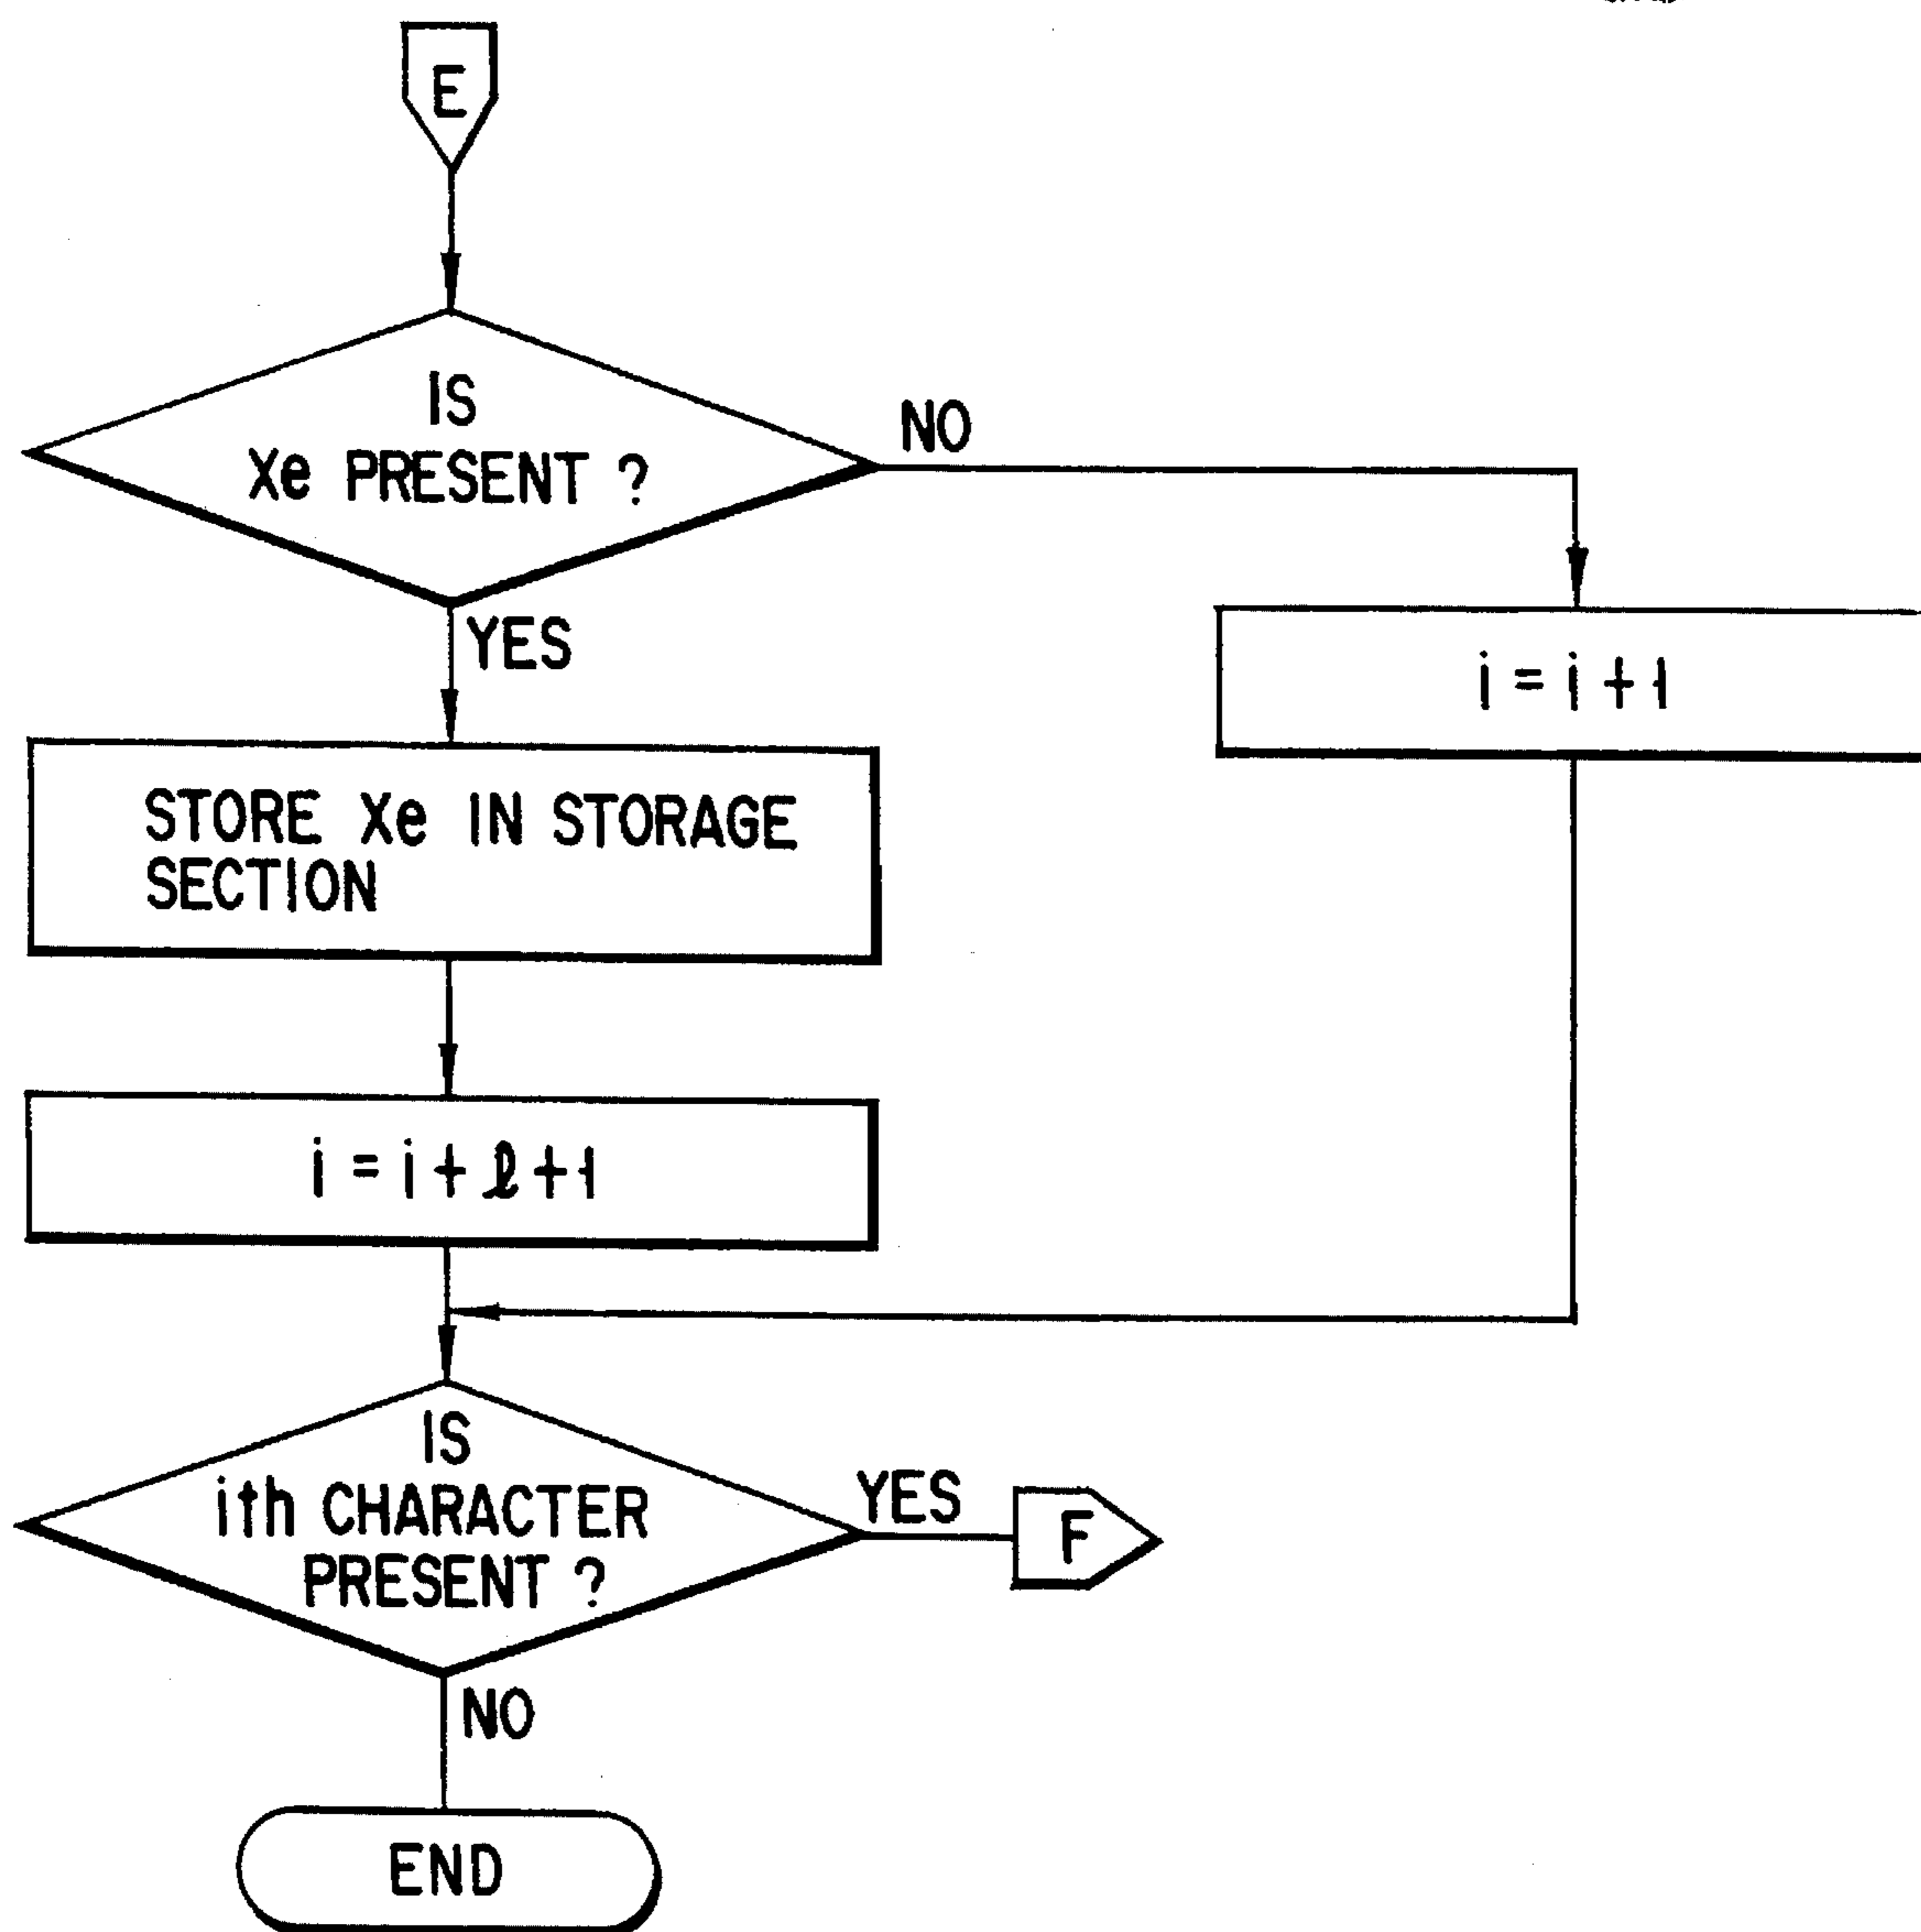 E
IS
Xe PRESENT ?
NO
YES
i = i + 1
STORE Xe IN STORAGE
SECTION
i = i + ℓ + 1
IS
ith CHARACTER
PRESENT ?
YES
F
NO
END